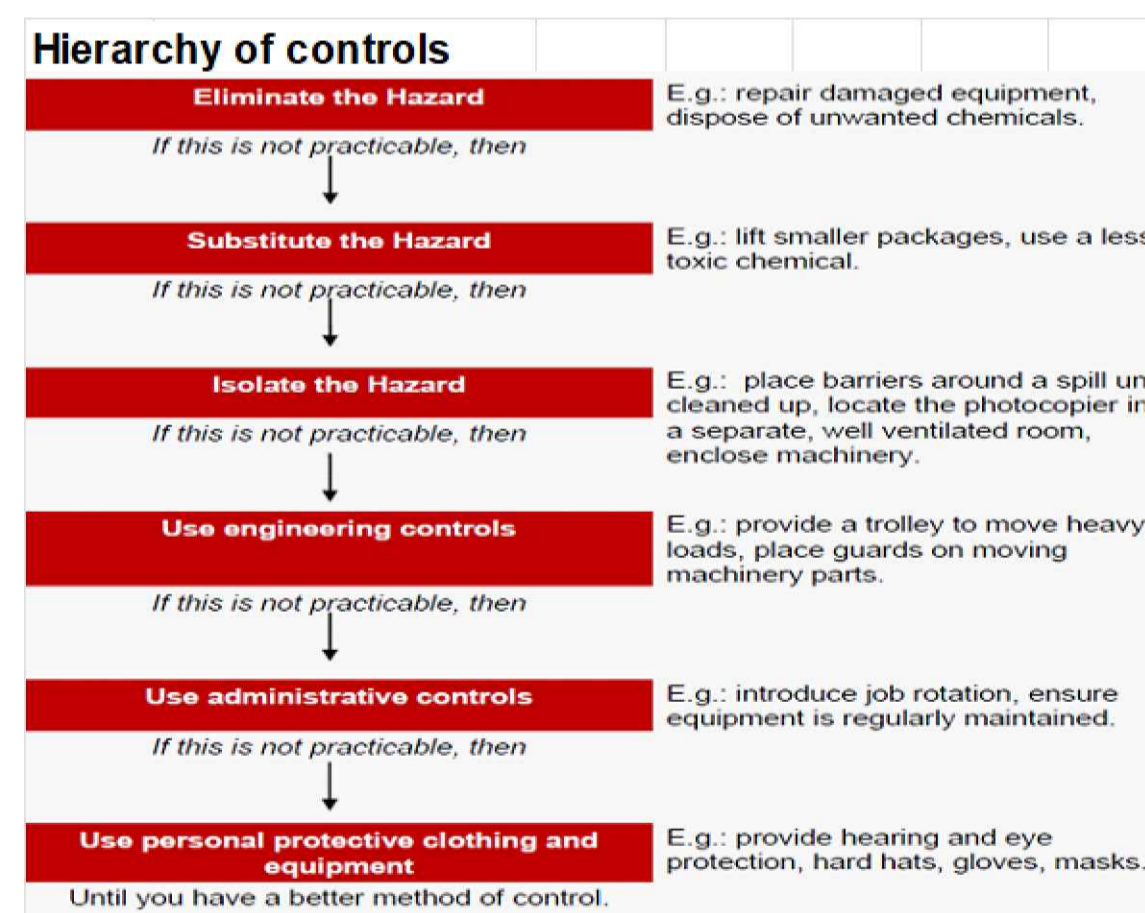 Hierarchy of controls
Eliminate the Hazard
E.g.: repair damaged equipment,
dispose of unwanted chemicals.
If this is not practicable, then
Substitute the Hazard
E.g.: lift smaller packages, use a less
toxic chemical.
If this is not practicable, then
Isolate the Hazard
E.g.: place barriers around a spill
cleaned up, locate the photocopier in
a separate, well ventilated room,
enclose machinery.
If this is not practicable, then
Use engineering controls
E.g.: provide a trolley to move heavy
loads, place guards on moving
machinery parts.
If this is not practicable, then
Use administrative controls
E.g.: introduce job rotation, ensure
equipment is regularly maintained.
If this is not practicable, then
Use personal protective clothing and
equipment
E.g.: provide hearing and eye
protection, hard hats, gloves, masks.
Until you have a better method of control.